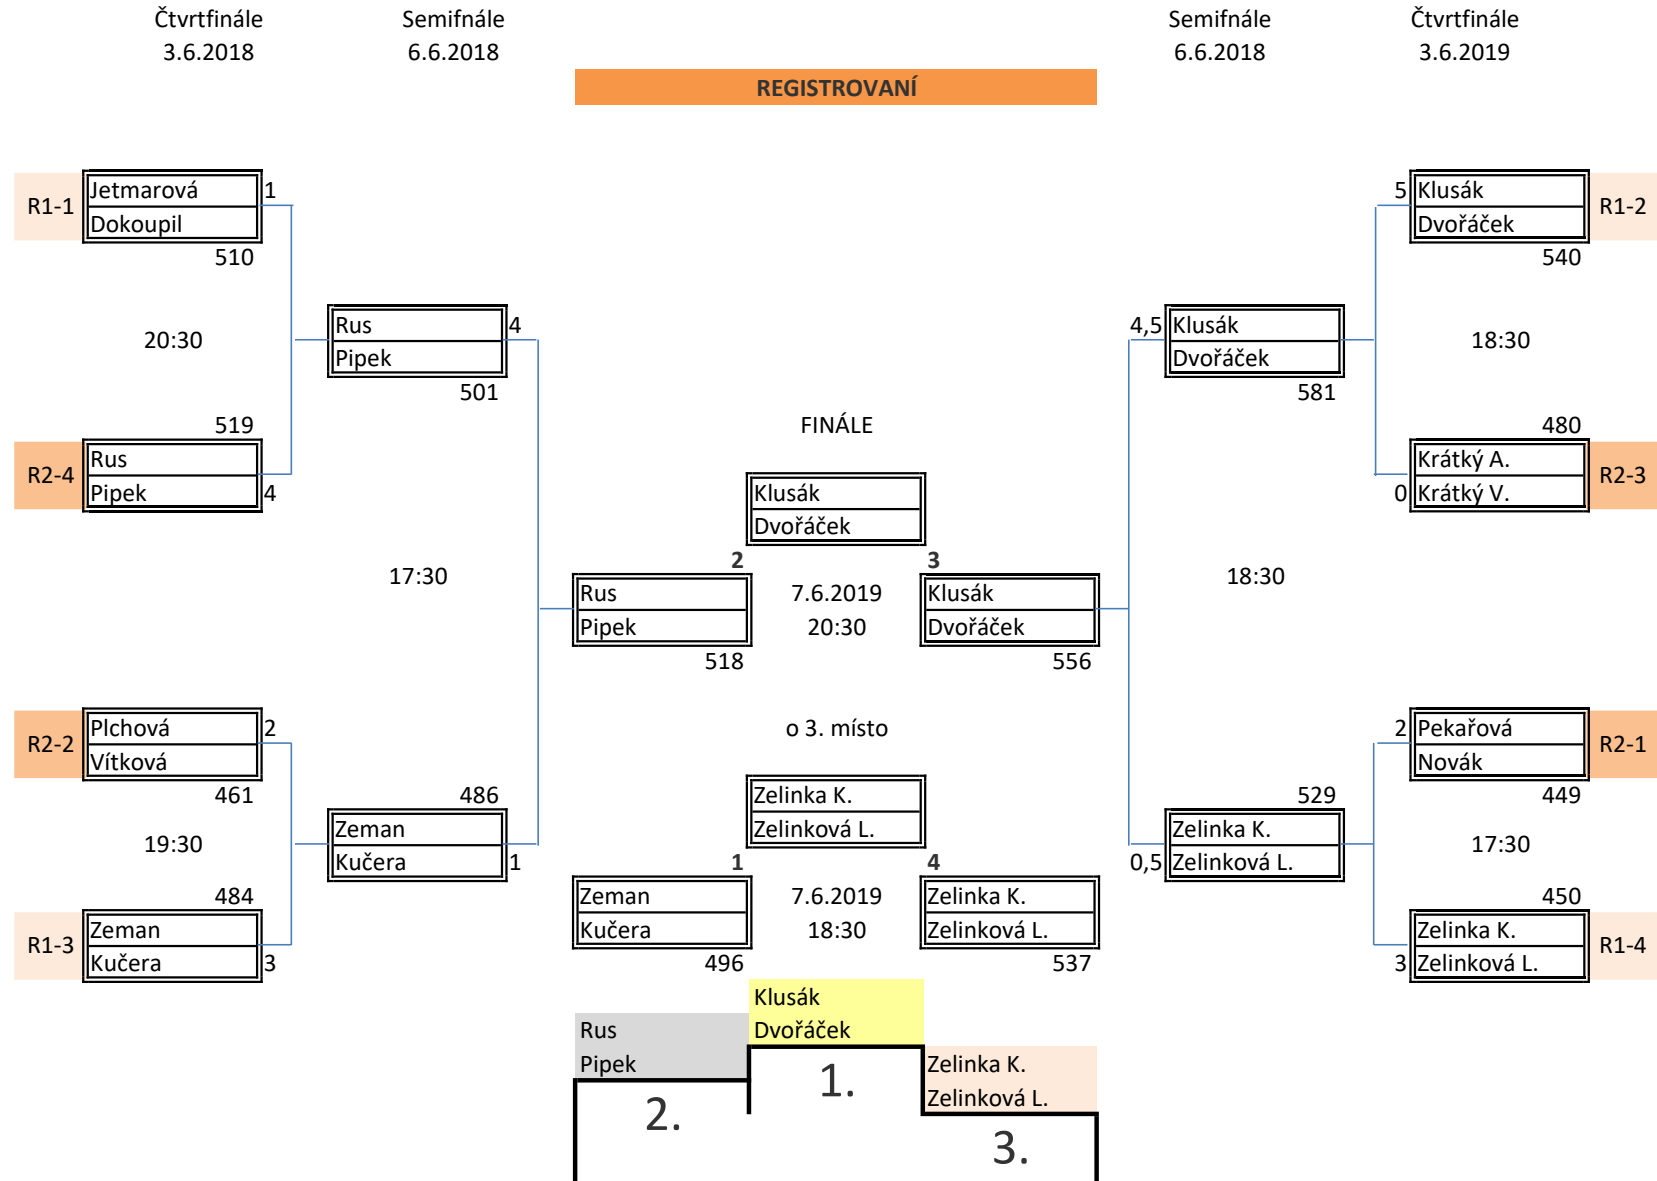 Čtvrtfinále Semifnále Semifnále Čtvrtfinále
3.6.2018 6.6.2018 6.6.2018 3.6.2019
REGISTROVANÍ
R1-1 Jetmarová 1 5 Klusák R1-2
Dokoupil Dvořáček
510 540
Rus 4 4,5 Klusák
20:30 18:30
Pipek Dvořáček
501 581
519 FINÁLE 480
R2-4 Rus Krátký A. R2-3
Pipek 4 Klusák 0 Krátký V.
Dvořáček
2 3
17:30 18:30
Rus 7.6.2019 Klusák
Pipek 20:30 Dvořáček
518 556
R2-2 Plchová 2 o 3. místo 2 Pekařová R2-1
Vítková Novák
461 486 Zelinka K. 529 449
Zeman Zelinková L. Zelinka K.
19:30 17:30
Kučera 1 1 4 0,5 Zelinková L.
484 Zeman 7.6.2019 Zelinka K. 450
R1-3 Zeman Kučera 18:30 Zelinková L. Zelinka K. R1-4
Kučera 3 496 537 3 Zelinková L.
Klusák
Rus Dvořáček
Pipek Zelinka K.
1.
Zelinková L.
2.
3.